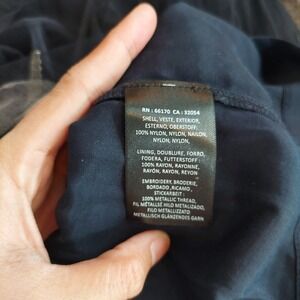 RN : 66170 CA : 32054
SHELL, VESTE, EXTERIOR,
ESTERNO, OBERSTOFF:
100% NYLON, NYLON, NAILON,
NYLON, NYLON

LINING, DOUBLURE, FORRO,
FODERA, FUTTERSTOFF:
100% RAYON, RAYONNE,
RAYON, RAYON, REYON

EMBROIDERY, BRODERIE,
BORDADO, RICAMO,
STICKARBEIT:
100% METALLIC THREAD,
FIL MÉTALLISÉ HILO METALIZADO,
FILO METALLIZZATO
METALLISCH GLÄNZENDES GARN